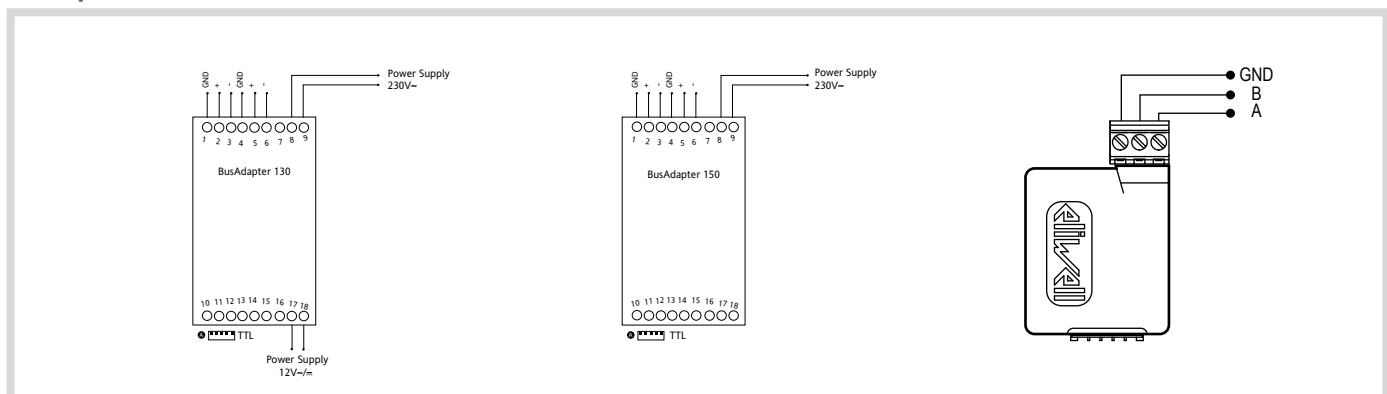 GND + - GND + -
Power Supply
230V~
1 2 3 4 5 6 7 8 9
BusAdapter 130
10 11 12 13 14 15 16 17 18
A TTL
Power Supply
12V~/⎓
GND + - GND + -
Power Supply
230V~
1 2 3 4 5 6 7 8 9
BusAdapter 150
10 11 12 13 14 15 16 17 18
A TTL
GND
B
A
eliwell